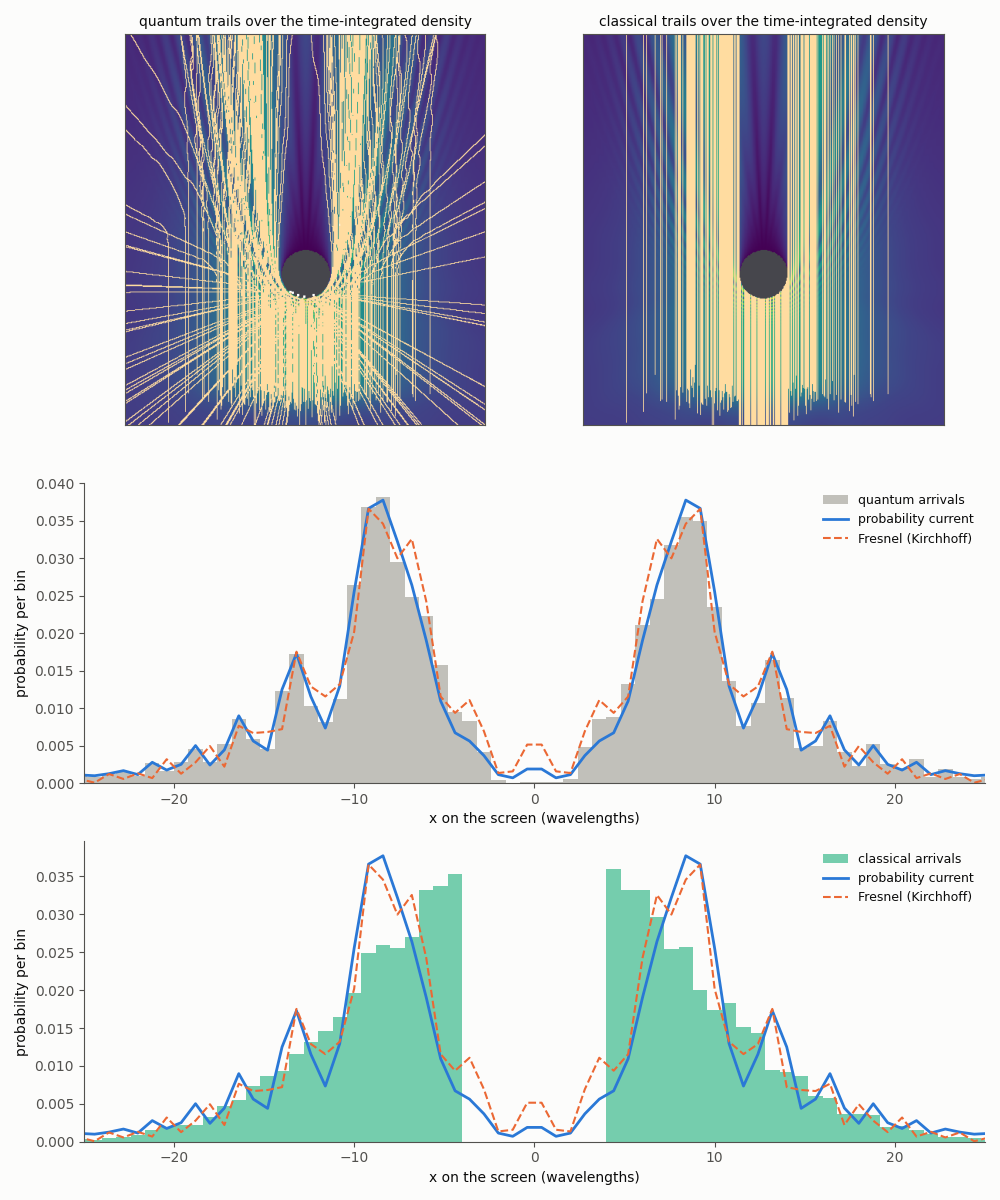 quantum trails over the time-integrated density
classical trails over the time-integrated density
0.040
0.035
0.030
0.025
0.020
0.015
0.010
0.005
0.000
probability per bin
quantum arrivals
probability current
Fresnel (Kirchhoff)
−20 −10 0 10 20
x on the screen (wavelengths)
0.035
0.030
0.025
0.020
0.015
0.010
0.005
0.000
probability per bin
classical arrivals
probability current
Fresnel (Kirchhoff)
−20 −10 0 10 20
x on the screen (wavelengths)